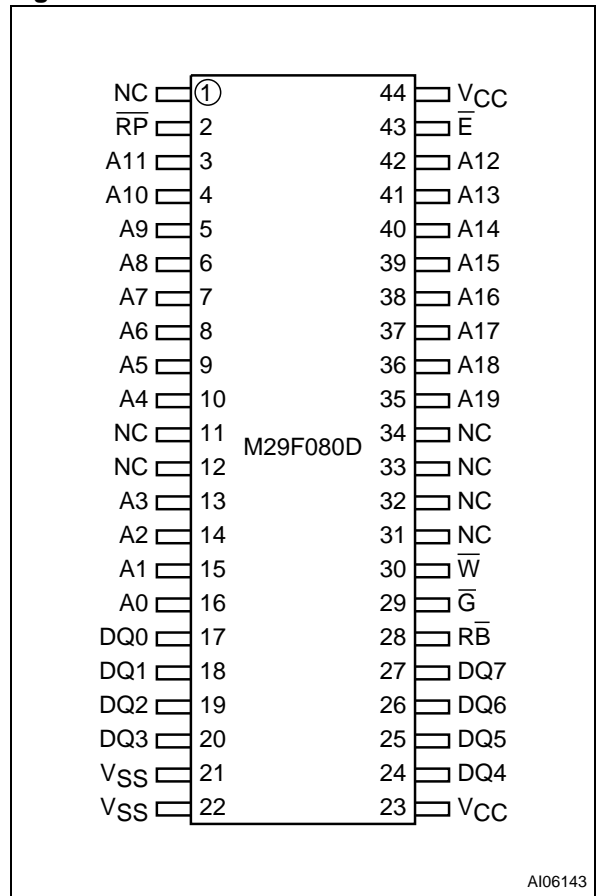 NC 1 44 VCC
R̅P̅ 2 43 E̅
A11 3 42 A12
A10 4 41 A13
A9 5 40 A14
A8 6 39 A15
A7 7 38 A16
A6 8 37 A17
A5 9 36 A18
A4 10 35 A19
NC 11 34 NC
M29F080D
NC 12 33 NC
A3 13 32 NC
A2 14 31 NC
A1 15 30 W̅
A0 16 29 G̅
DQ0 17 28 RB̅
DQ1 18 27 DQ7
DQ2 19 26 DQ6
DQ3 20 25 DQ5
VSS 21 24 DQ4
VSS 22 23 VCC
AI06143